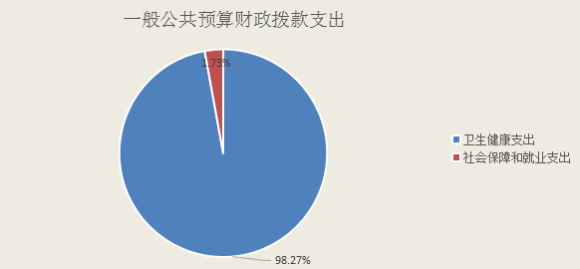 一般公共预算财政拨款支出
1.73%
卫生健康支出
社会保障和就业支出
98.27%